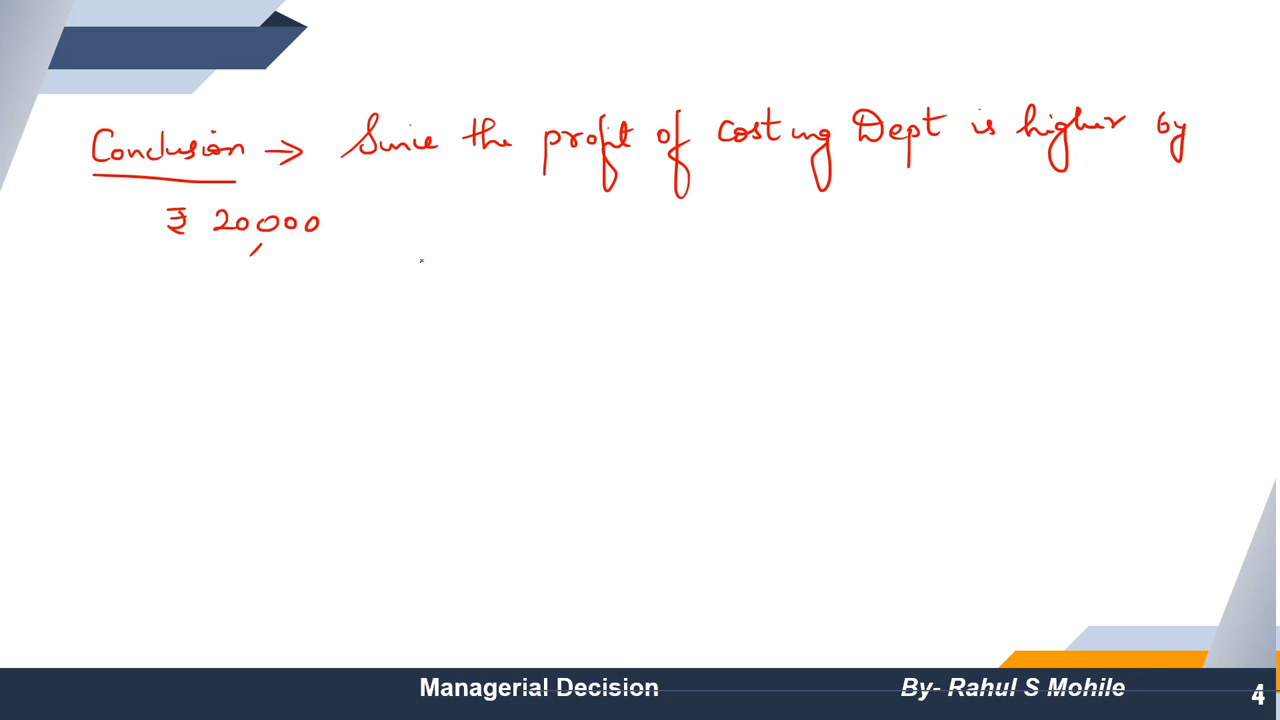 Conclusion → Since the profit of costing Dept is higher by
₹ 20,000
Managerial Decision
By- Rahul S Mohile
4